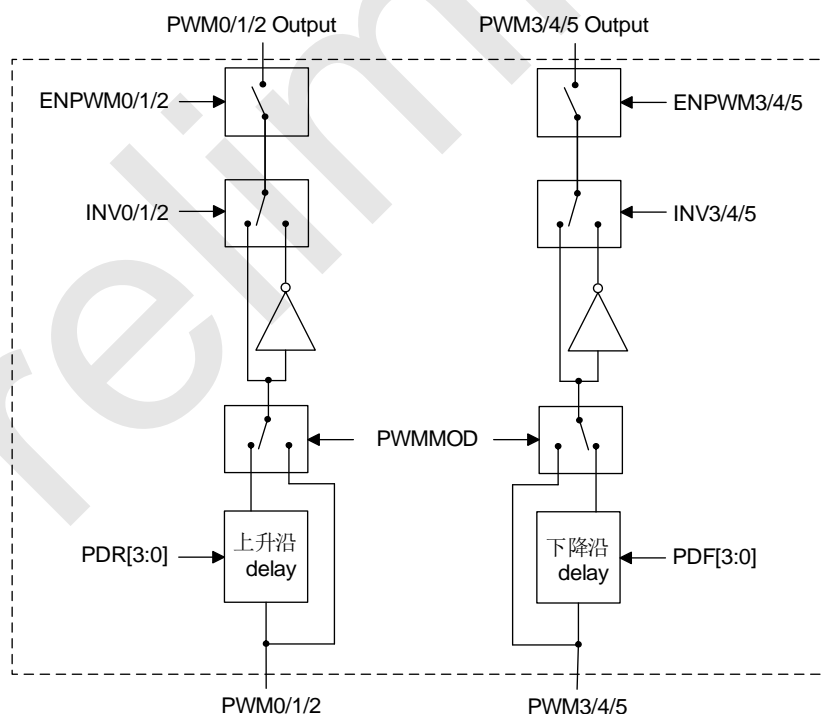 PWM0/1/2 Output
PWM3/4/5 Output
ENPWM0/1/2
ENPWM3/4/5
INV0/1/2
INV3/4/5
PWMMOD
PDR[3:0]
上升沿
delay
下降沿
delay
PDF[3:0]
PWM0/1/2
PWM3/4/5
relimi